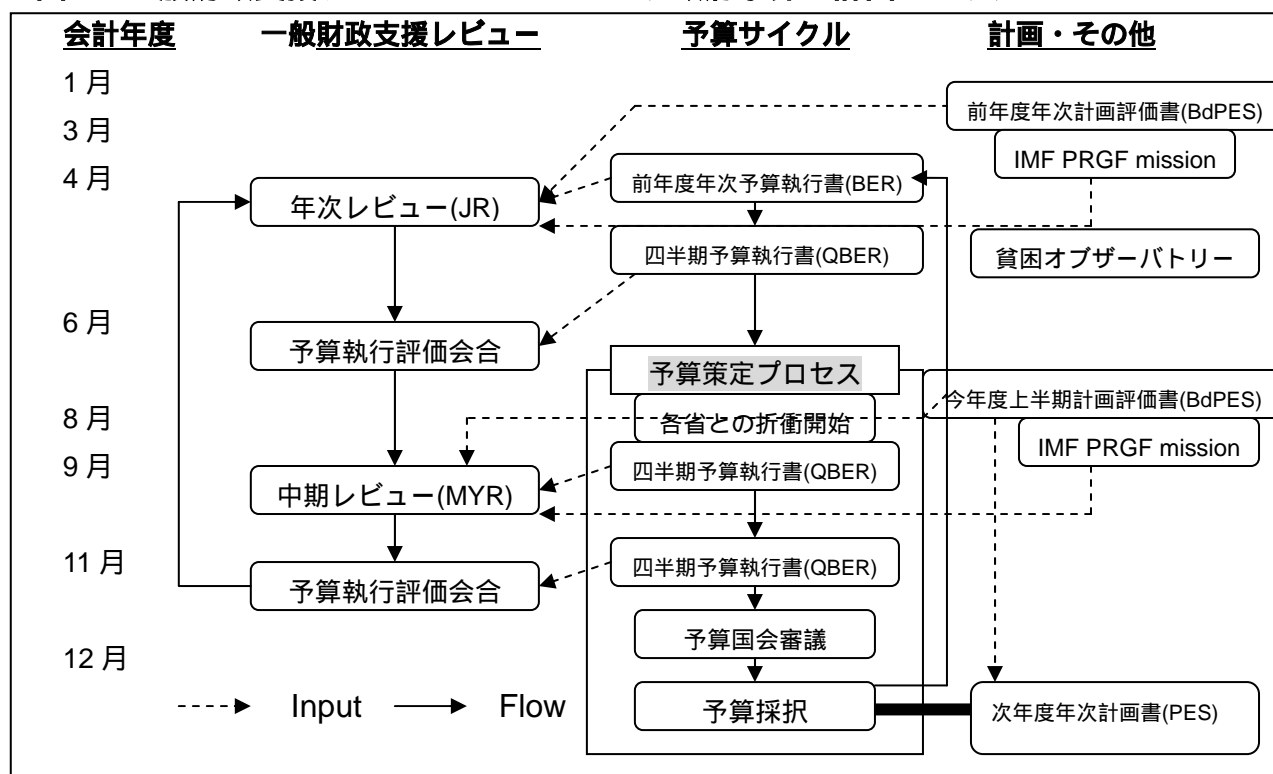 会計年度 一般財政支援レビュー 予算サイクル 計画・その他
1 月
前年度年次計画評価書(BdPES)
3 月
IMF PRGF mission
4 月
前年度年次予算執行書(BER)
年次レビュー(JR)
四半期予算執行書(QBER)
貧困オブザーバトリー
6 月
予算執行評価会合
予算策定プロセス
今年度上半期計画評価書(BdPES)
8 月
各省との折衝開始
IMF PRGF mission
9 月
四半期予算執行書(QBER)
中期レビュー(MYR)
11 月
四半期予算執行書(QBER)
予算執行評価会合
予算国会審議
12 月
Input Flow
予算採択
次年度年次計画書(PES)